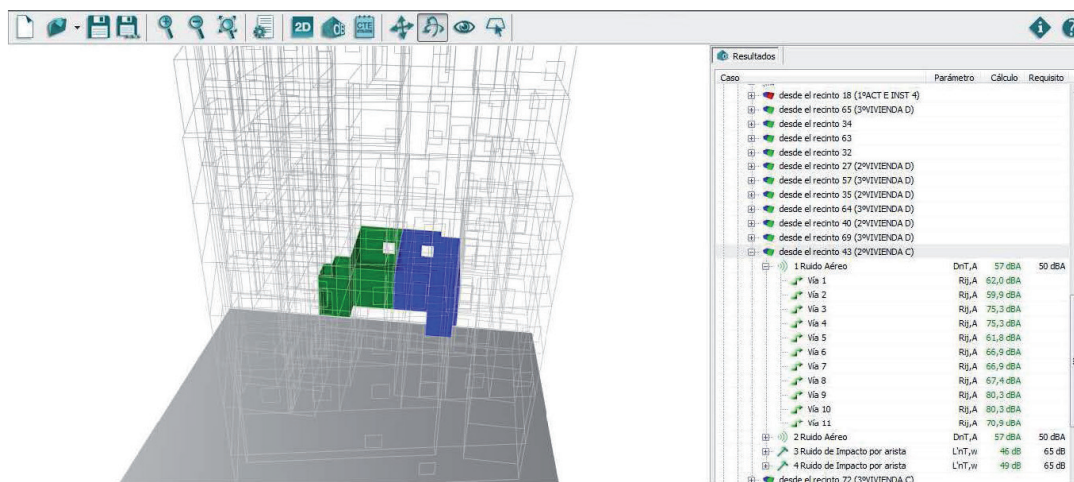 2D
CTE
Resultados
Caso Parámetro Cálculo Requisito
desde el recinto 18 (1ºACT E INST 4)
desde el recinto 65 (3ºVIVIENDA D)
desde el recinto 34
desde el recinto 63
desde el recinto 32
desde el recinto 27 (2ºVIVIENDA D)
desde el recinto 57 (3ºVIVIENDA D)
desde el recinto 35 (2ºVIVIENDA D)
desde el recinto 64 (3ºVIVIENDA D)
desde el recinto 40 (2ºVIVIENDA D)
desde el recinto 69 (3ºVIVIENDA D)
desde el recinto 43 (2ºVIVIENDA C)
1 Ruido Aéreo DnT,A 57 dBA 50 dBA
Vía 1 Rij,A 62,0 dBA
Vía 2 Rij,A 59,9 dBA
Vía 3 Rij,A 75,3 dBA
Vía 4 Rij,A 75,3 dBA
Vía 5 Rij,A 61,8 dBA
Vía 6 Rij,A 66,9 dBA
Vía 7 Rij,A 66,9 dBA
Vía 8 Rij,A 67,4 dBA
Vía 9 Rij,A 80,3 dBA
Vía 10 Rij,A 80,3 dBA
Vía 11 Rij,A 70,9 dBA
2 Ruido Aéreo DnT,A 57 dBA 50 dBA
3 Ruido de Impacto por arista L'nT,w 46 dB 65 dB
4 Ruido de Impacto por arista L'nT,w 49 dB 65 dB
desde el recinto 72 (3ºVIVIENDA C)